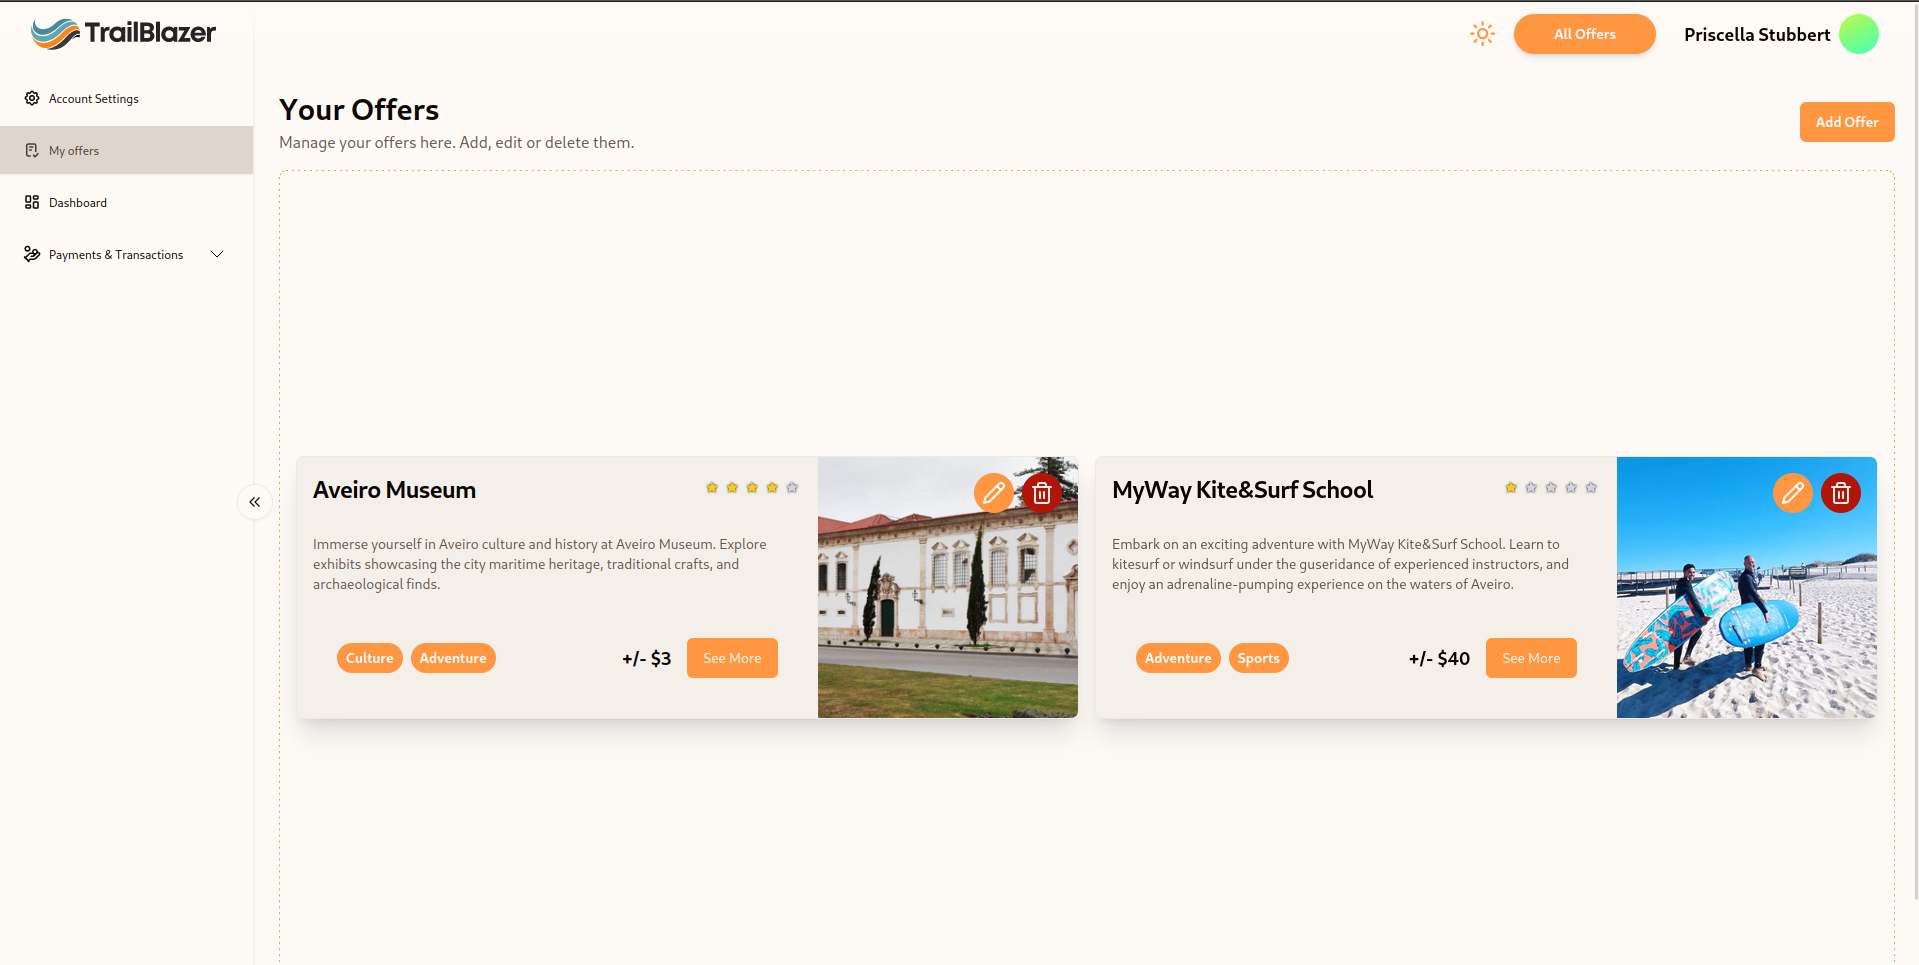 TrailBlazer
All Offers
Priscella Stubbert
Account Settings
My offers
Dashboard
Payments & Transactions
Your Offers
Manage your offers here. Add, edit or delete them.
Add Offer
Aveiro Museum
Immerse yourself in Aveiro culture and history at Aveiro Museum. Explore
exhibits showcasing the city maritime heritage, traditional crafts, and
archaeological finds.
Culture
Adventure
+/- $3
See More
MyWay Kite&Surf School
Embark on an exciting adventure with MyWay Kite&Surf School. Learn to
kitesurf or windsurf under the guseridance of experienced instructors, and
enjoy an adrenaline-pumping experience on the waters of Aveiro.
Adventure
Sports
+/- $40
See More